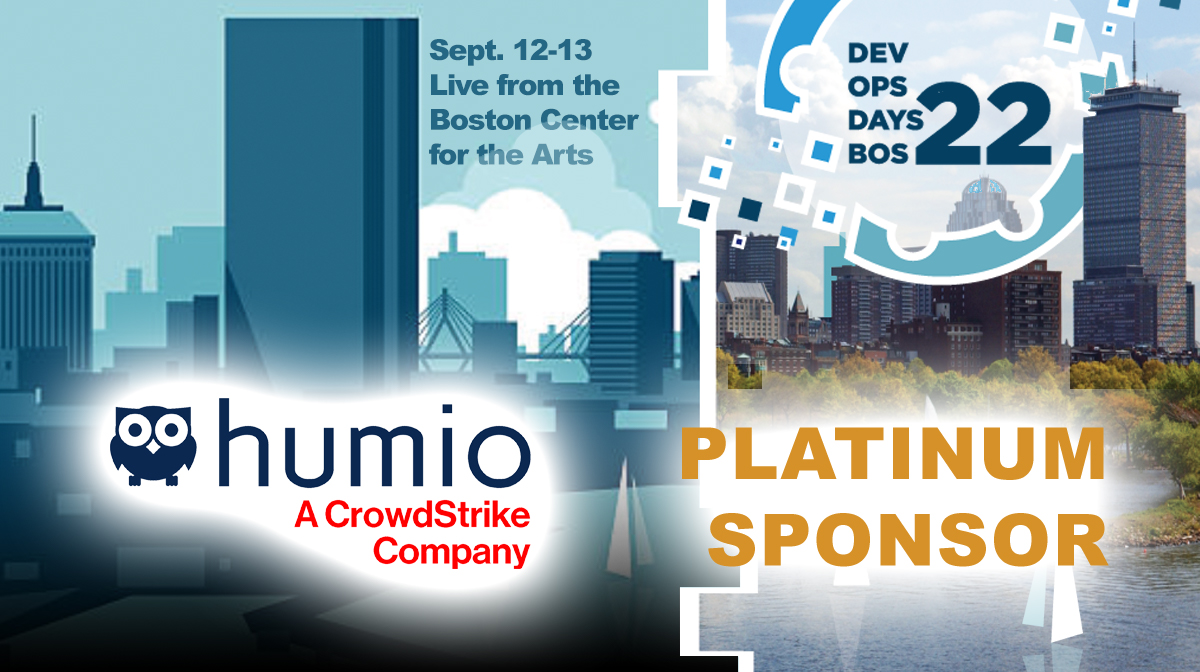 Sept. 12-13
Live from the
Boston Center
for the Arts
DEV
OPS
DAYS
BOS 22
humio
A CrowdStrike
Company
PLATINUM
SPONSOR